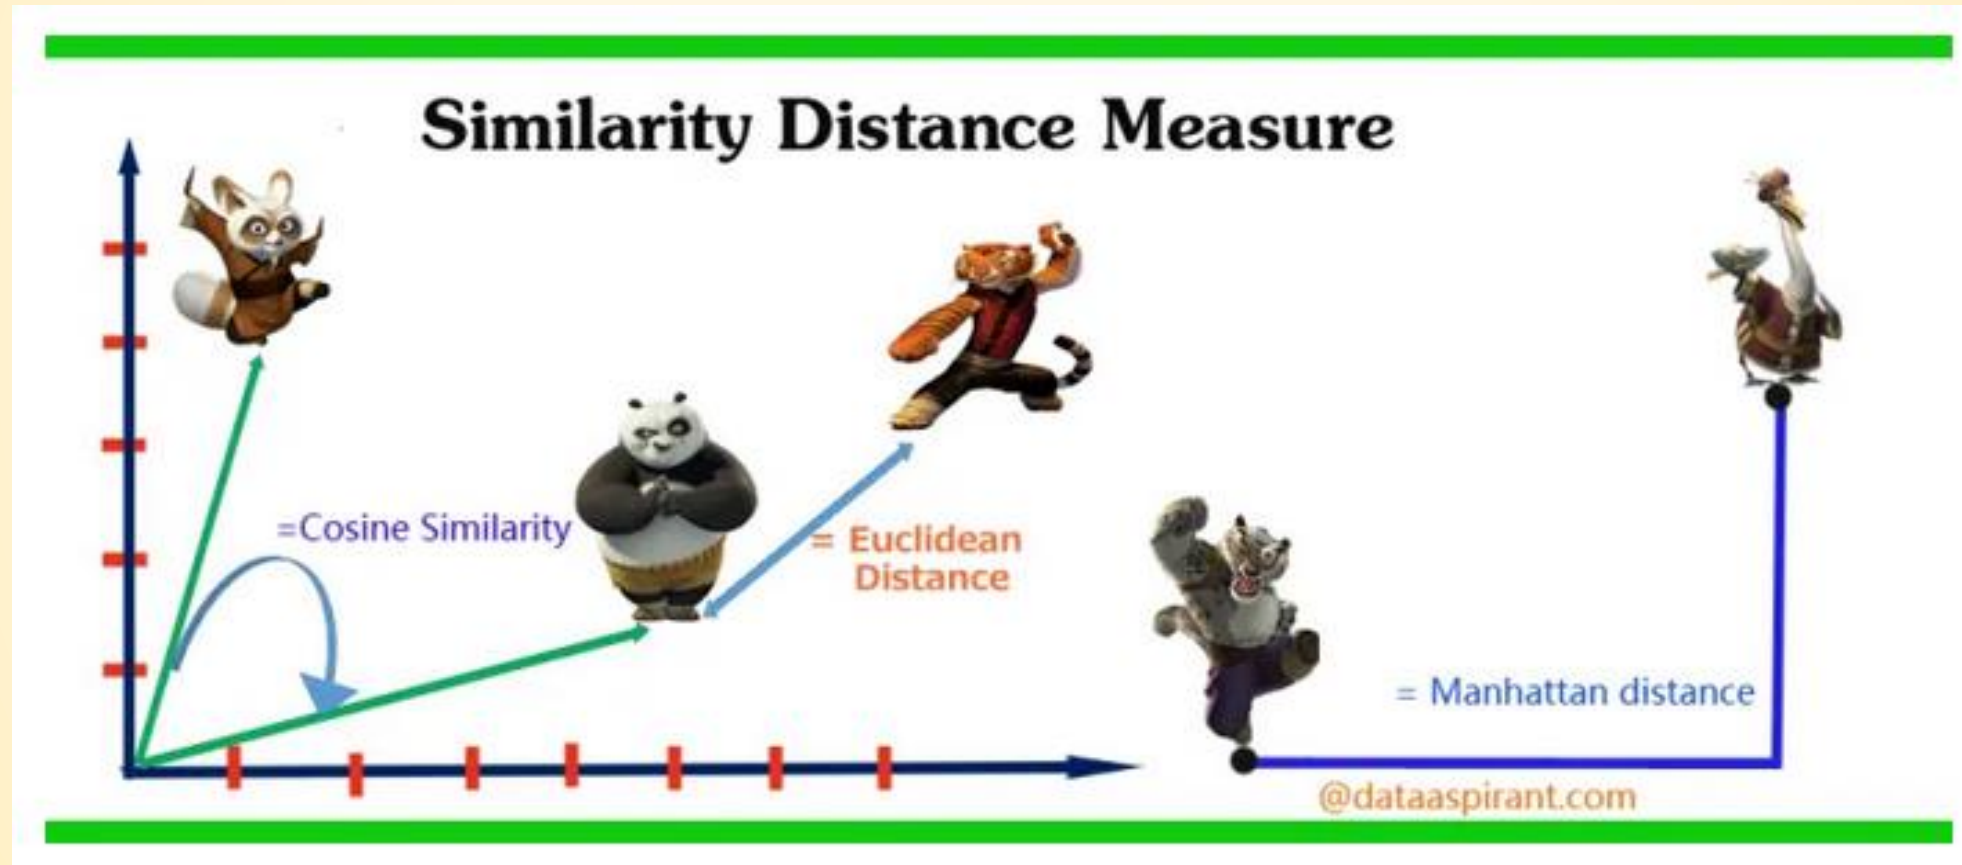 Similarity Distance Measure
=Cosine Similarity
= Euclidean
Distance
= Manhattan distance
@dataaspirant.com